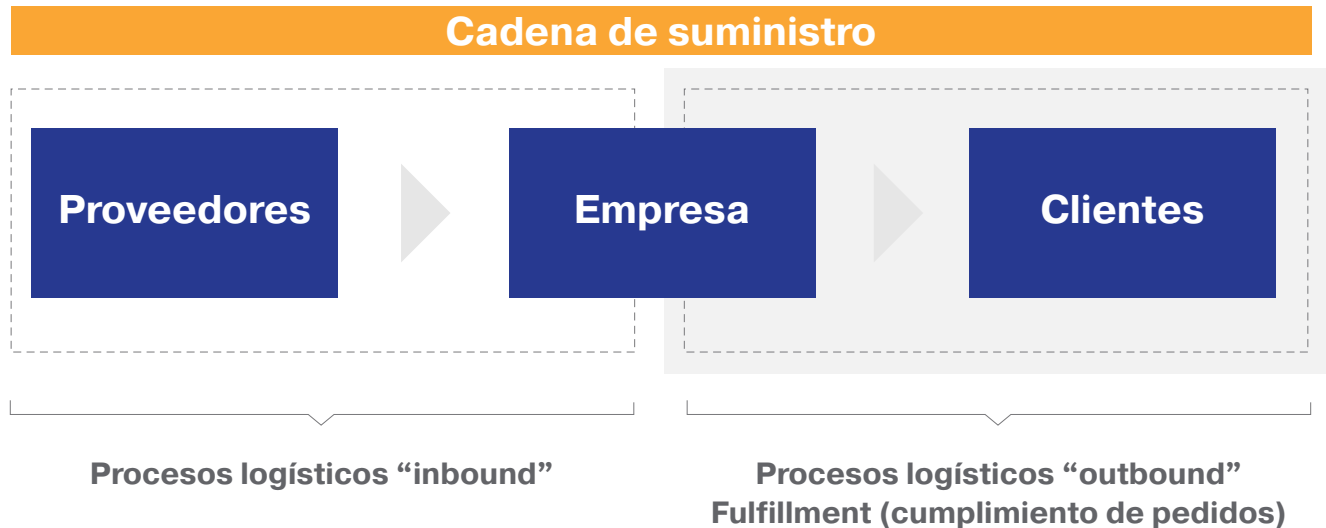 Cadena de suministro
Proveedores
Empresa
Clientes
Procesos logísticos “inbound”
Procesos logísticos “outbound”
Fulfillment (cumplimiento de pedidos)